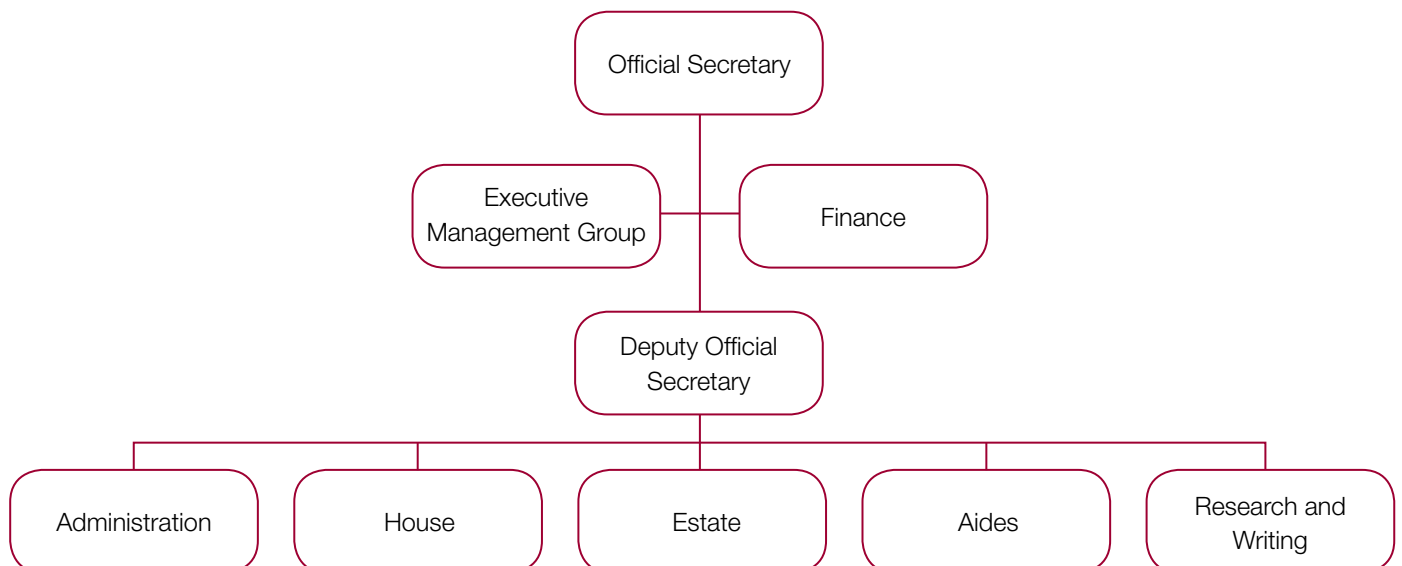 Official Secretary
Executive
Management Group
Finance
Deputy Official
Secretary
Administration
House
Estate
Aides
Research and
Writing